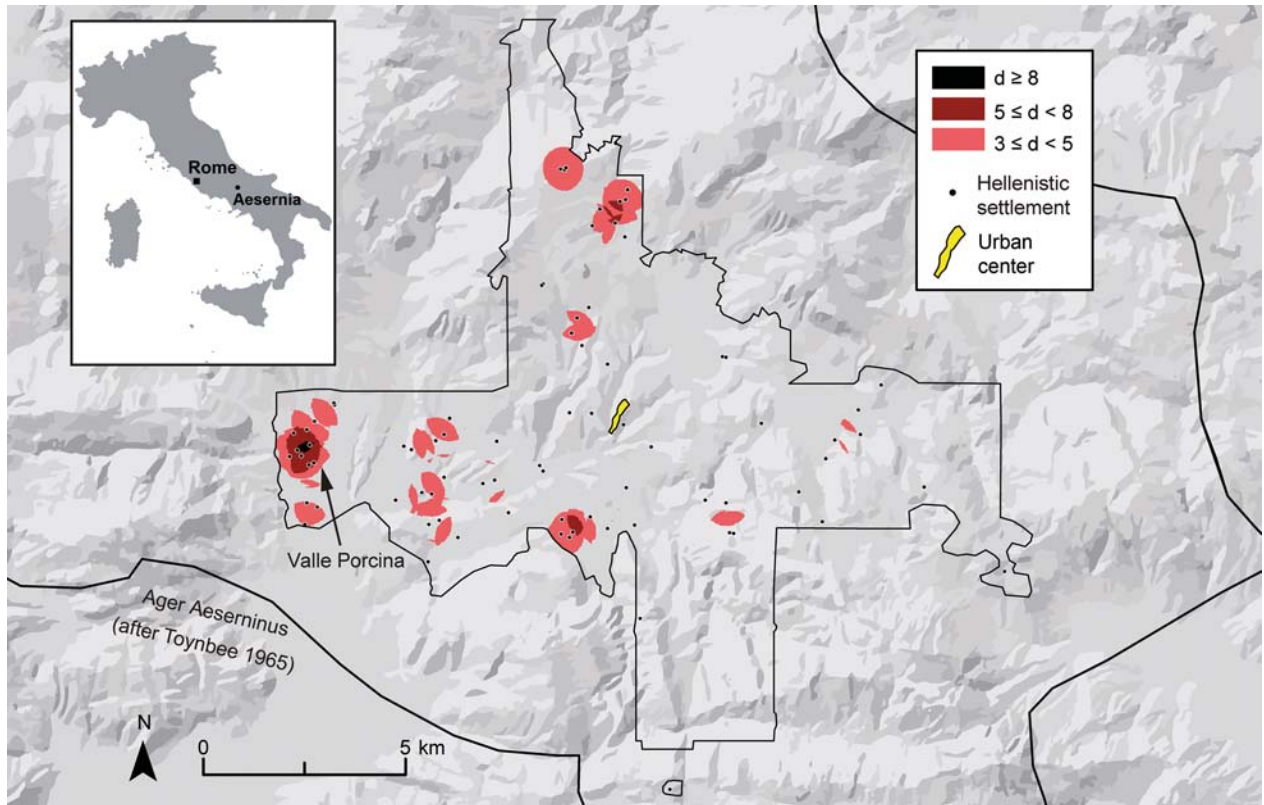 Rome
Aesernia
d ≥ 8
5 ≤ d < 8
3 ≤ d < 5
Hellenistic
settlement
Urban
center
Valle Porcina
Ager Aeserninus
(after Toynbee 1965)
N
0 5 km